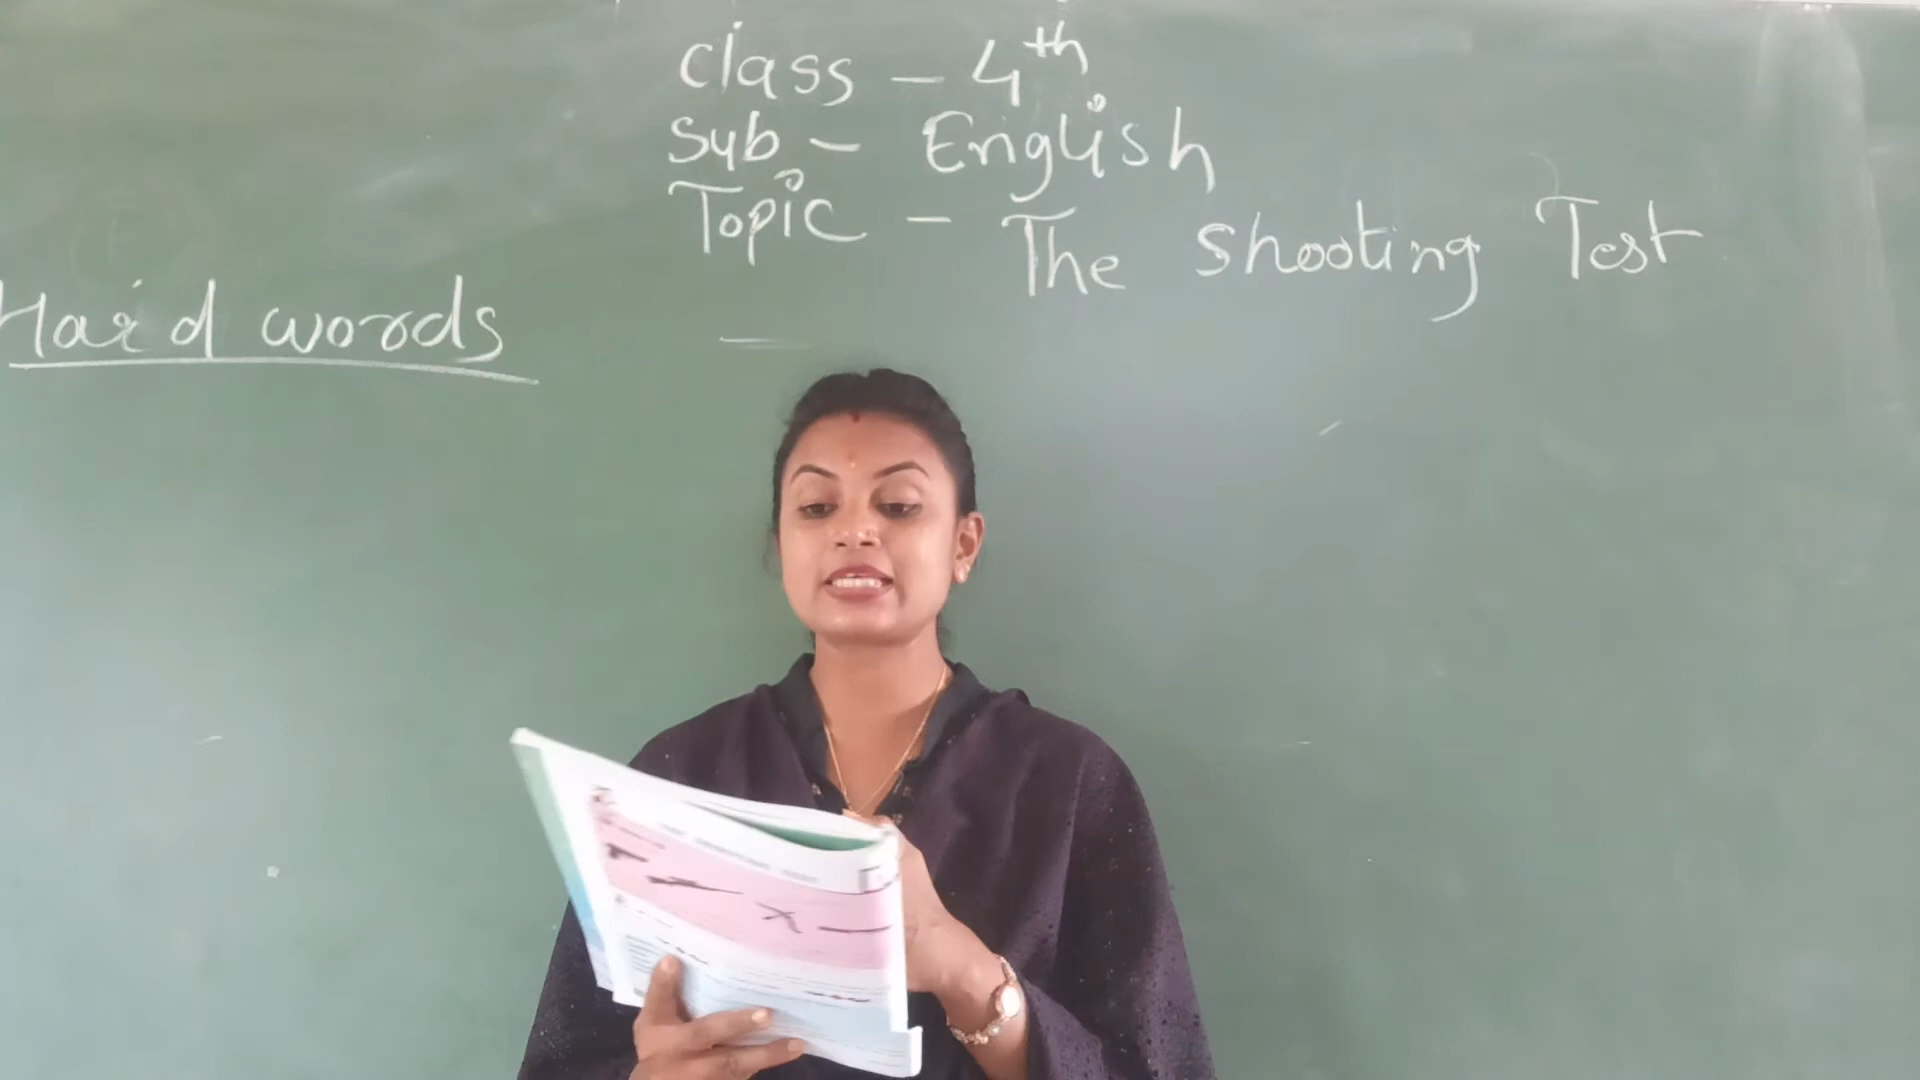 Class - 4th
Sub - English
Topic - The Shooting Test
Hard words